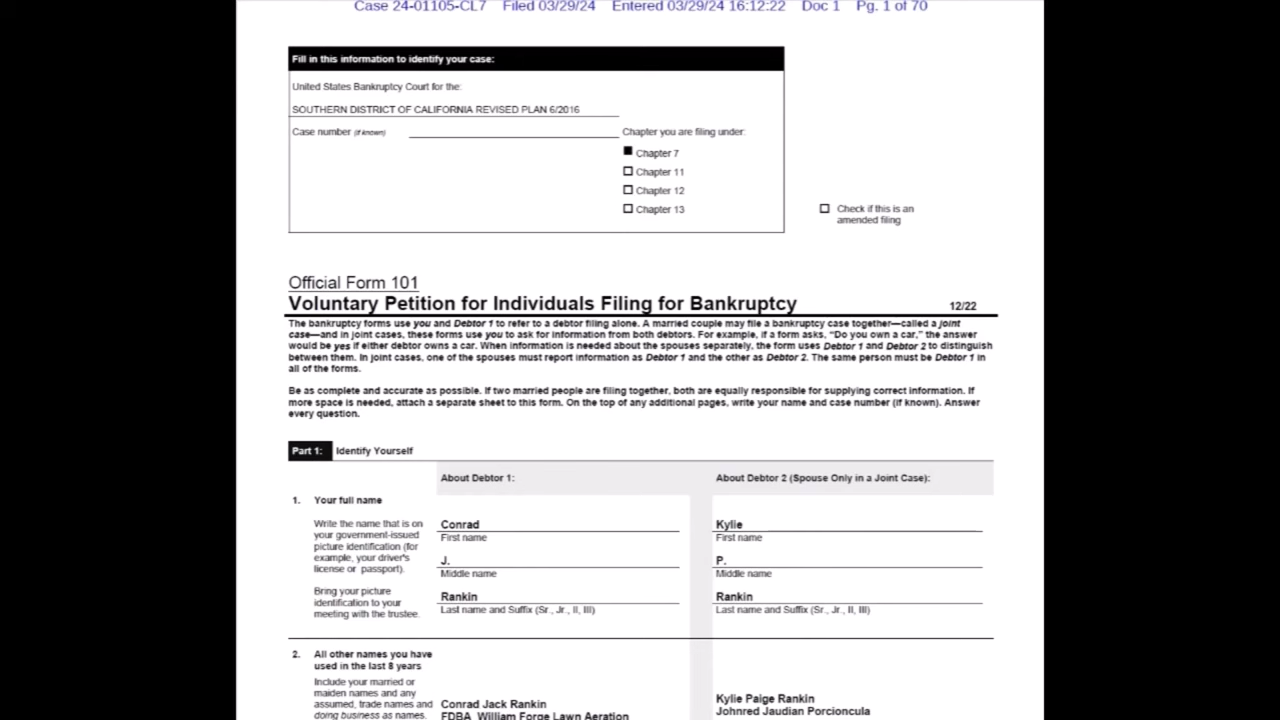 Case 24-01105-CL7 Filed 03/29/24 Entered 03/29/24 16:12:22 Doc 1 Pg. 1 of 70
Fill in this information to identify your case:
United States Bankruptcy Court for the:
SOUTHERN DISTRICT OF CALIFORNIA REVISED PLAN 6/2016
Case number (if known)
Chapter you are filing under:
Chapter 7
Chapter 11
Chapter 12
Chapter 13
Check if this is an
amended filing
Official Form 101
Voluntary Petition for Individuals Filing for Bankruptcy
12/22
The bankruptcy forms use you and Debtor 1 to refer to a debtor filing alone. A married couple may file a bankruptcy case together—called a joint
case—and in joint cases, these forms use you to ask for information from both debtors. For example, if a form asks, "Do you own a car," the answer
would be yes if either debtor owns a car. When information is needed about the spouses separately, the form uses Debtor 1 and Debtor 2 to distinguish
between them. In joint cases, one of the spouses must report information as Debtor 1 and the other as Debtor 2. The same person must be Debtor 1 in
all of the forms.
Be as complete and accurate as possible. If two married people are filing together, both are equally responsible for supplying correct information. If
more space is needed, attach a separate sheet to this form. On the top of any additional pages, write your name and case number (if known). Answer
every question.
Part 1: Identify Yourself
About Debtor 1:
About Debtor 2 (Spouse Only in a Joint Case):
1. Your full name
Write the name that is on
your government-issued
picture identification (for
example, your driver's
license or passport).
Bring your picture
identification to your
meeting with the trustee.
Conrad
First name
J.
Middle name
Rankin
Last name and Suffix (Sr., Jr., II, III)
Kylie
First name
P.
Middle name
Rankin
Last name and Suffix (Sr., Jr., II, III)
2. All other names you have
used in the last 8 years
Include your married or
maiden names and any
assumed, trade names and
doing business as names.
Conrad Jack Rankin
FDBA William Forge Lawn Aeration
Kylie Paige Rankin
Johnred Jaudian Porcioncula